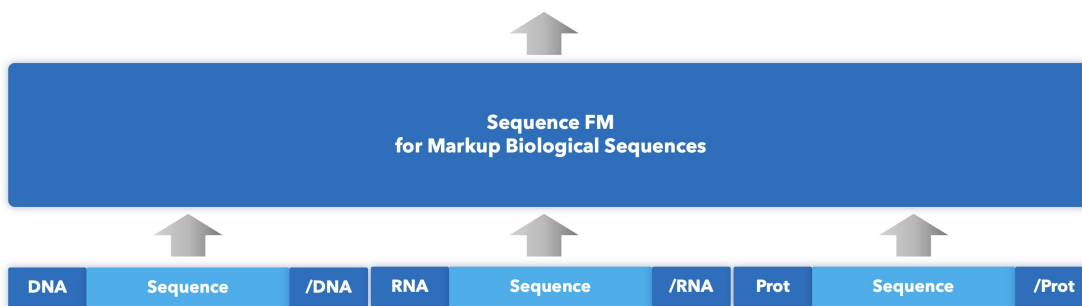 Sequence FM
for Markup Biological Sequences
DNA Sequence /DNA RNA Sequence /RNA Prot Sequence /Prot